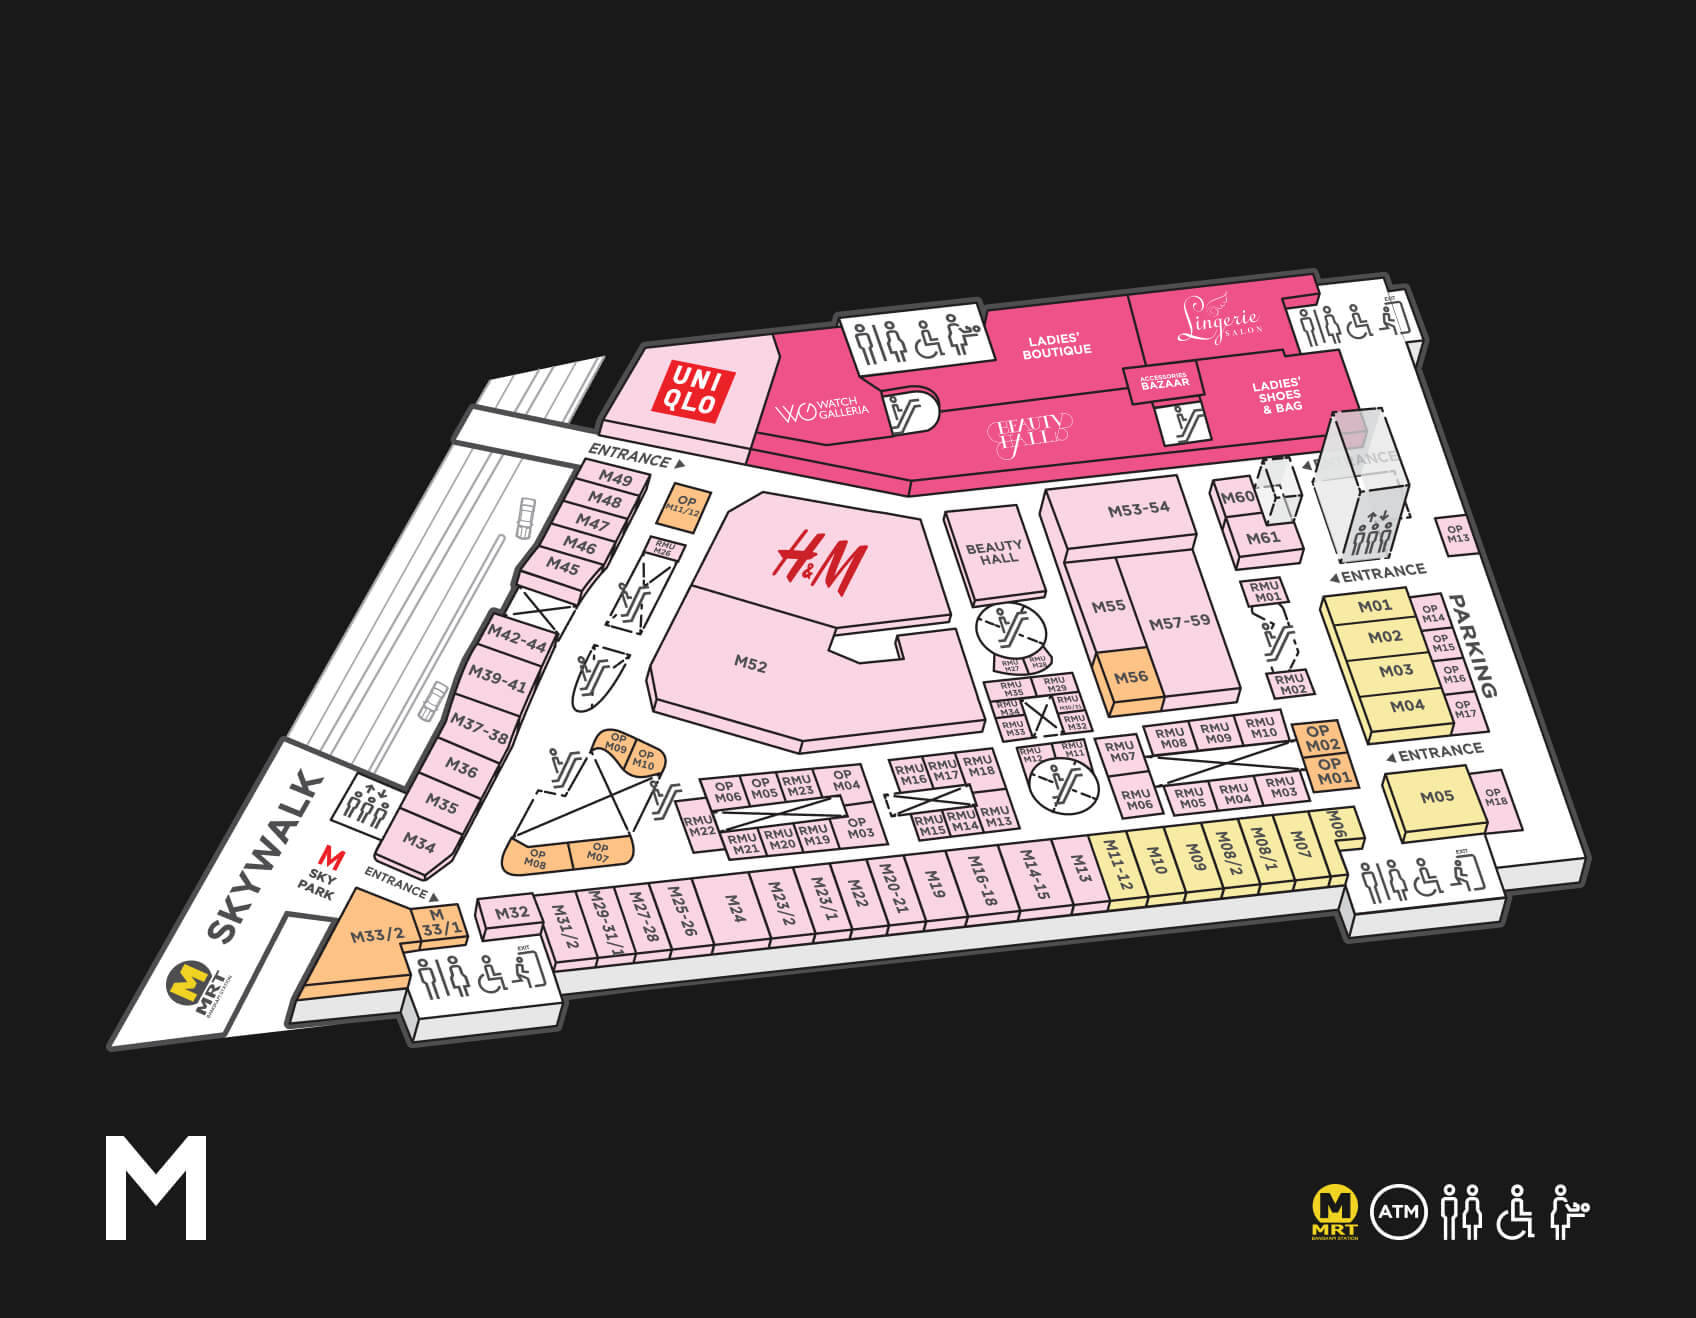 UNI
QLO
WG WATCH
GALLERIA
LADIES'
BOUTIQUE
Lingerie
SALON
ACCESSORIES
BAZAAR
LADIES'
SHOES
& BAG
BEAUTY
HALL
EXIT
ENTRANCE
ENTRANCE
M49
M48
M47
M46
M45
M42-44
M39-41
M37-38
M36
M35
M34
OP
M11/12
RMU
M26
H&M
M52
BEAUTY
HALL
M53-54
M55
M56
M57-59
M60
M61
OP
M13
ENTRANCE
RMU
M01
RMU
M02
M01
M02
M03
M04
OP
M14
OP
M15
OP
M16
OP
M17
PARKING
ENTRANCE
M05
OP
M18
RMU
M27
RMU
M28
RMU
M35
RMU
M29
RMU
M34
RMU
M30/31
RMU
M33
RMU
M32
RMU
M12
RMU
M11
RMU
M07
RMU
M06
RMU
M08
RMU
M09
RMU
M10
RMU
M05
RMU
M04
RMU
M03
OP
M02
OP
M01
OP
M09
OP
M10
OP
M08
OP
M07
RMU
M22
OP
M06
OP
M05
RMU
M23
OP
M04
RMU
M21
RMU
M20
RMU
M19
OP
M03
RMU
M16
RMU
M17
RMU
M18
RMU
M15
RMU
M14
RMU
M13
SKYWALK
M
SKY
PARK
ENTRANCE
M33/2
M
33/1
M32
M31/2
M29-31/1
M27-28
M25-26
M24
M23/2
M23/1
M22
M20-21
M19
M16-18
M14-15
M13
M11-12
M10
M09
M08/2
M08/1
M07
M06
EXIT
EXIT
M
MRT
BANGKAPI STATION
M
M
MRT
BANGKAPI STATION
ATM